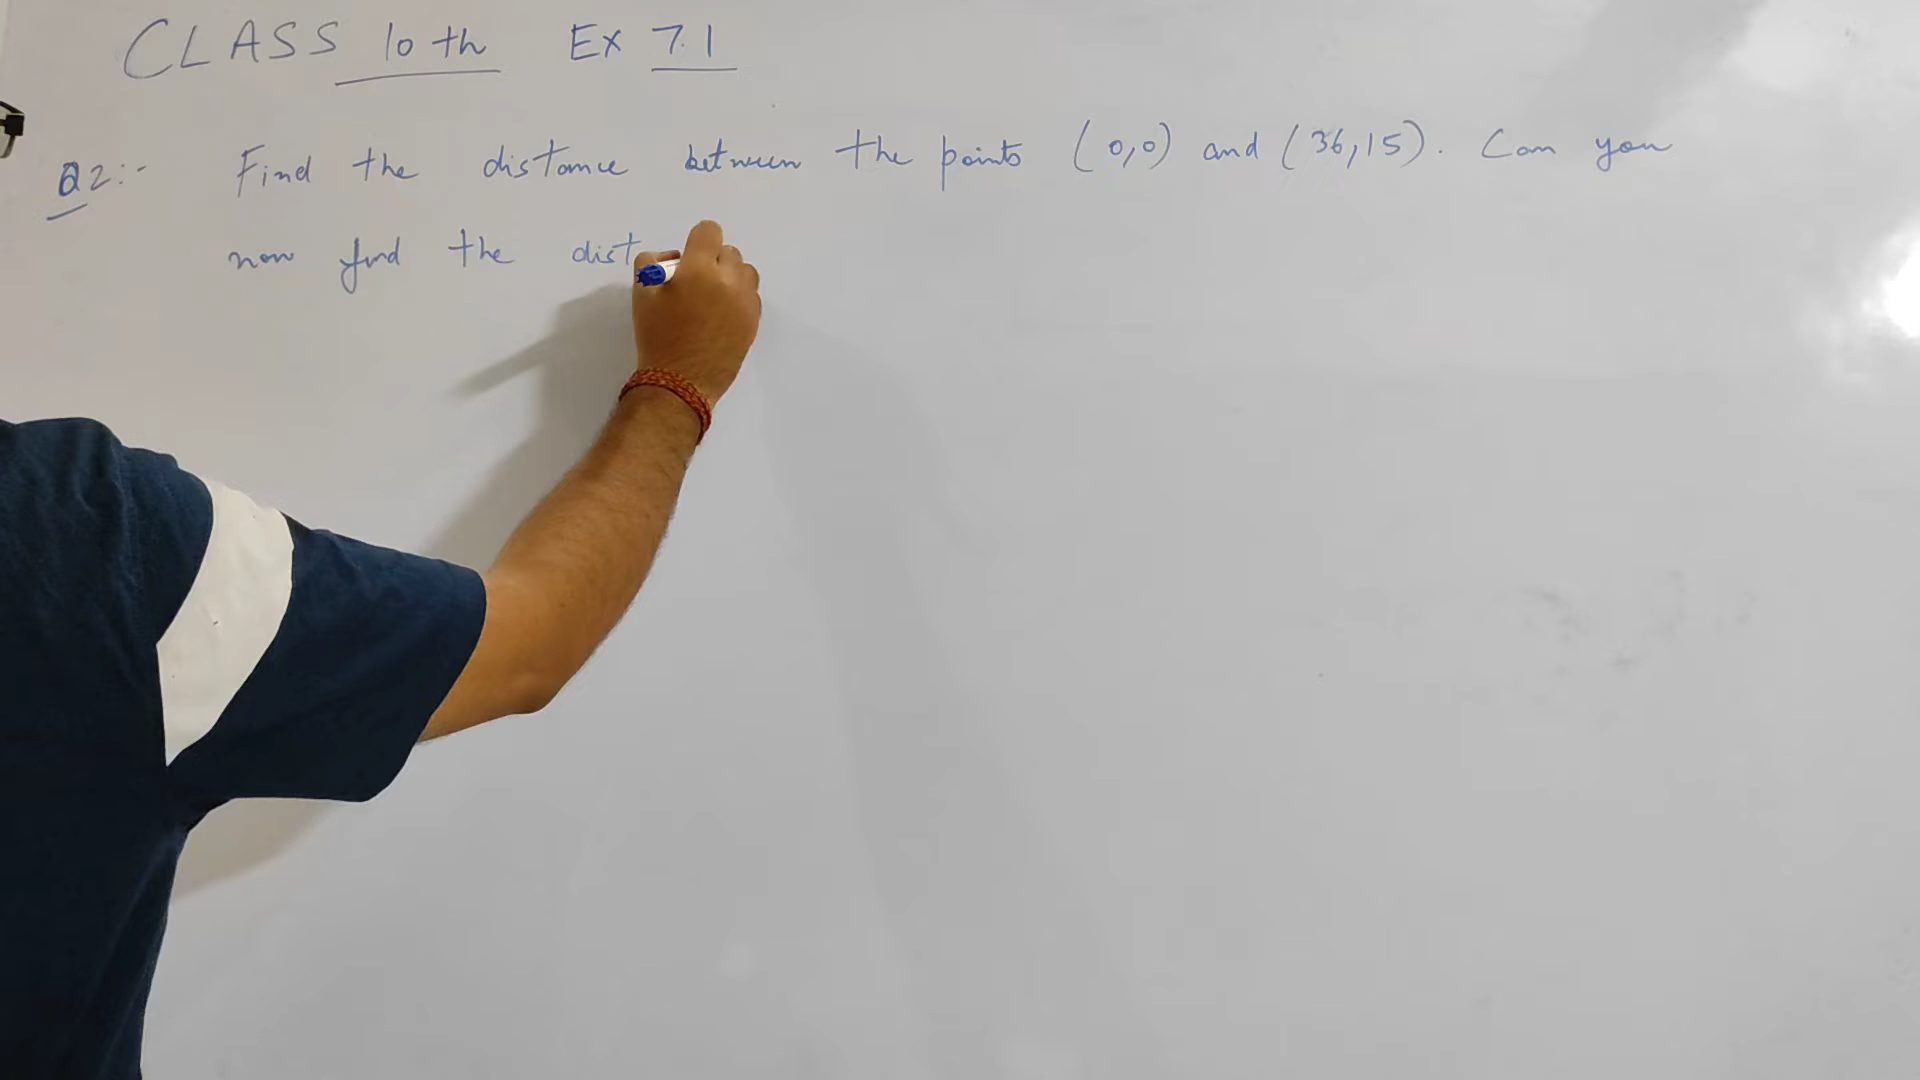 CLASS 10th Ex 7.1
Q2:- Find the distance between the points (0,0) and (36,15). Can you
now find the dist